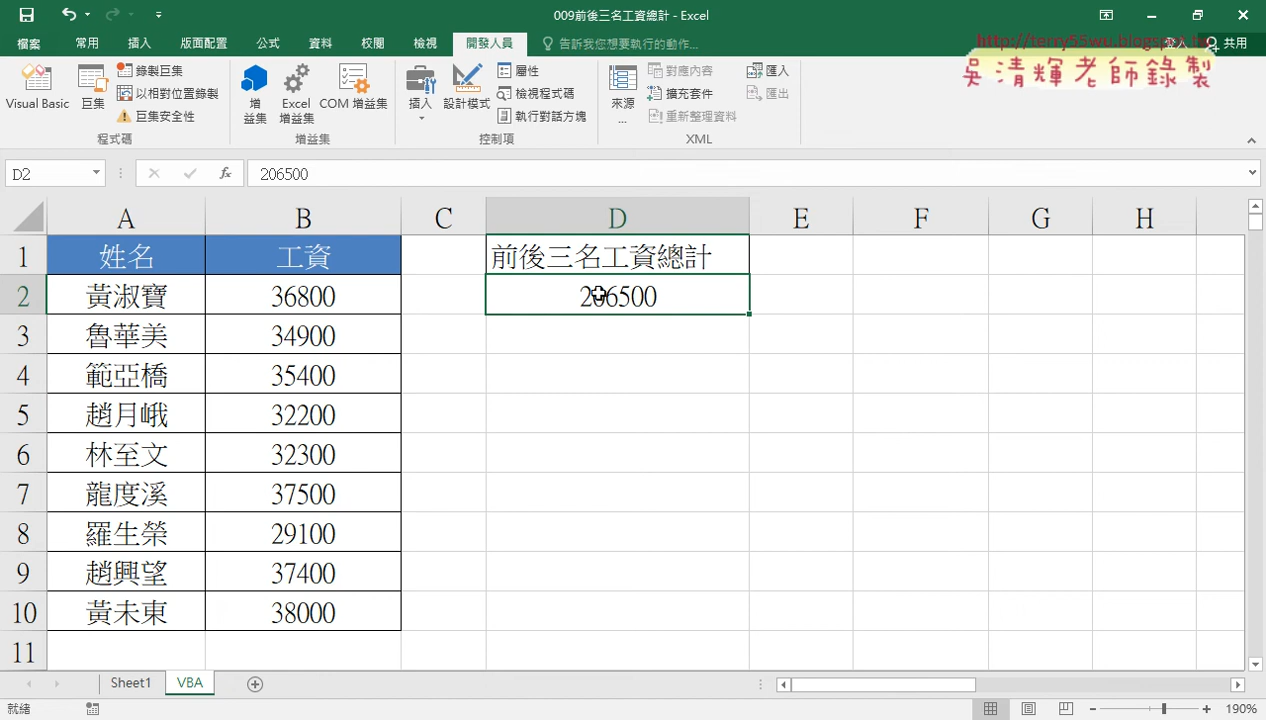 009前後三名工資總計 - Excel
http://terry55wu.blogspot.tw
吳清輝老師錄製
檔案 常用 插入 版面配置 公式 資料 校閱 檢視 開發人員 告訴我您想要執行的動作... 登入 共用
Visual Basic 巨集 錄製巨集 以相對位置錄製 巨集安全性 程式碼
增益集 Excel 增益集 COM 增益集 增益集
插入 設計模式 屬性 檢視程式碼 執行對話方塊 控制項
來源 ... 對應內容 擴充套件 重新整理資料 匯入 匯出 XML
D2 fx 206500
A B C D E F G H
1 姓名 工資 前後三名工資總計
2 黃淑寶 36800 206500
3 魯華美 34900
4 範亞橋 35400
5 趙月峨 32200
6 林至文 32300
7 龍度溪 37500
8 羅生榮 29100
9 趙興望 37400
10 黃未東 38000
11
Sheet1 VBA
就緒 190%